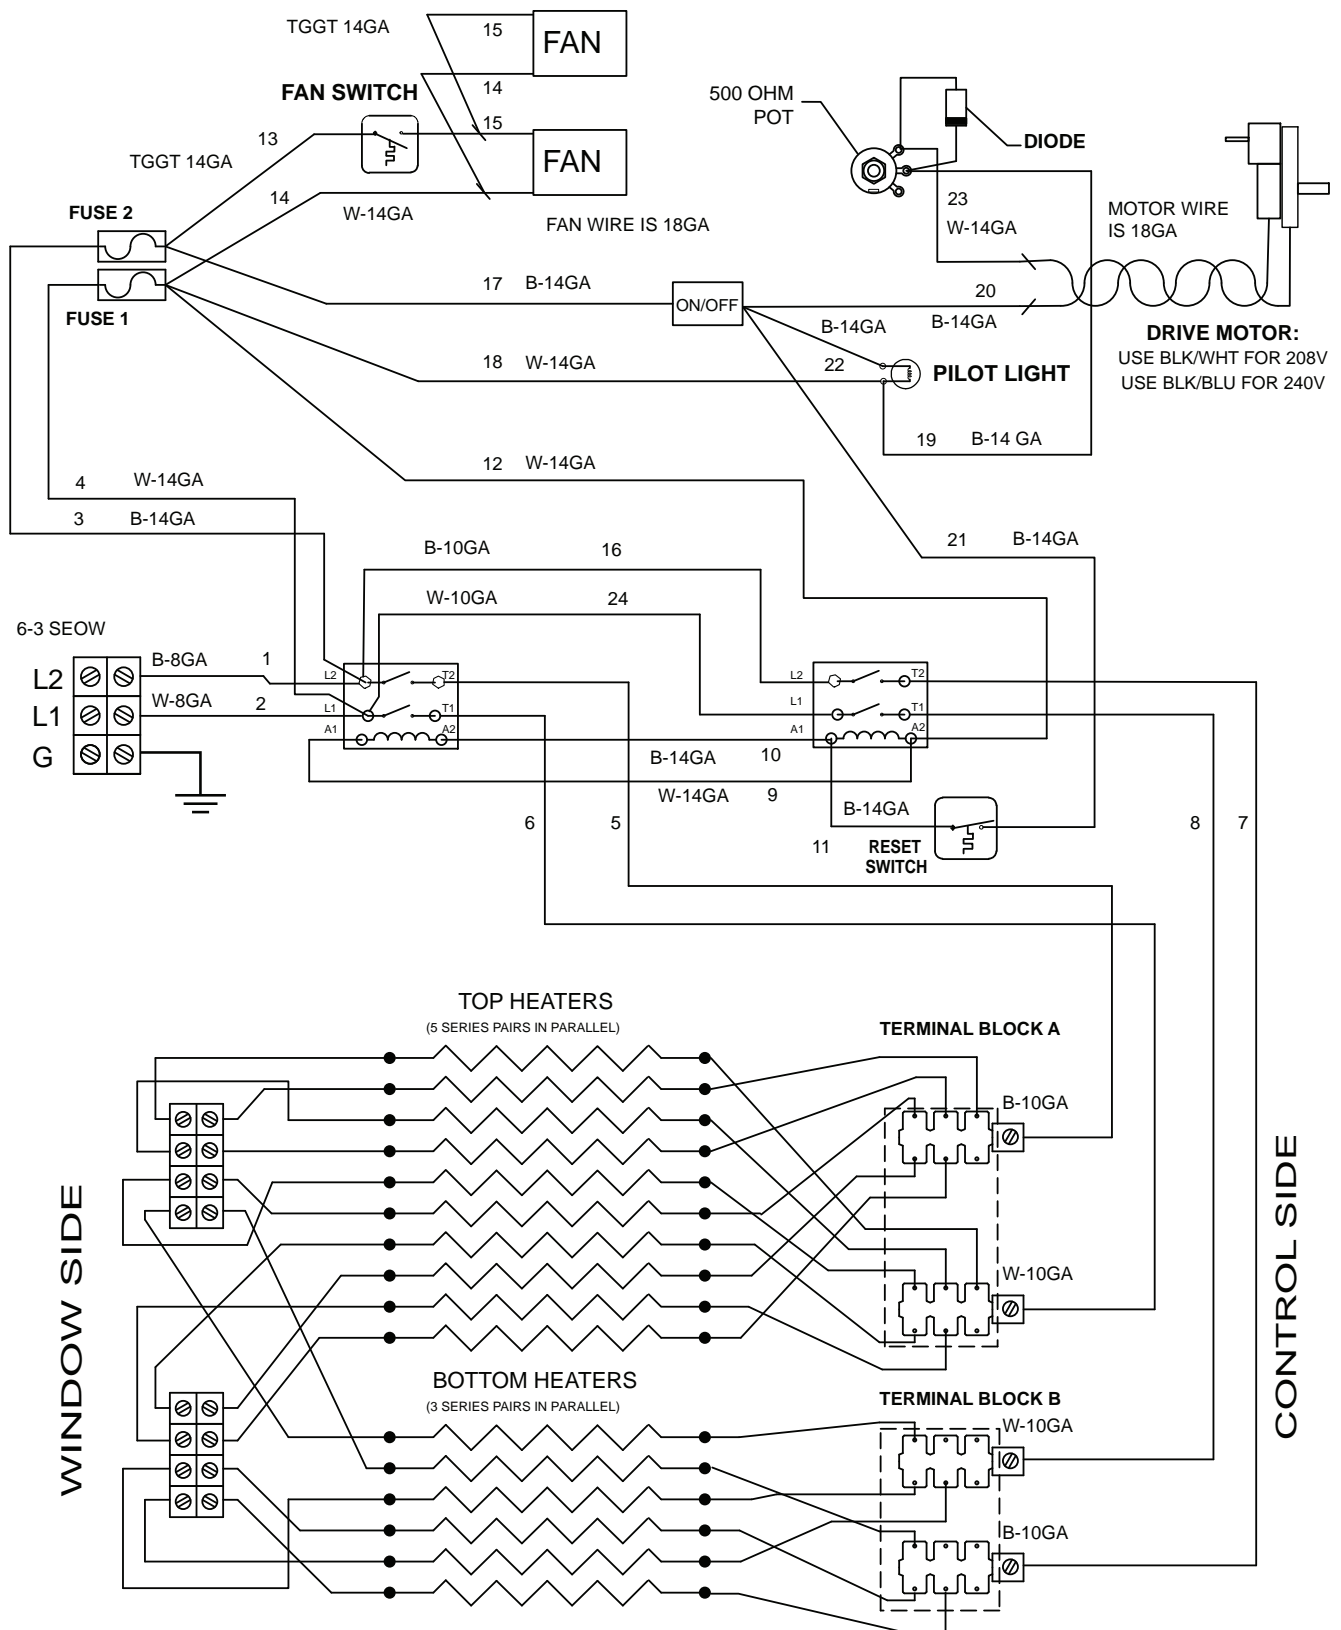 TGGT 14GA
15
FAN
14
FAN SWITCH
15
13
FAN
TGGT 14GA
14
W-14GA
FAN WIRE IS 18GA
500 OHM
POT
DIODE
23
W-14GA
MOTOR WIRE
IS 18GA
FUSE 2
FUSE 1
17 B-14GA
ON/OFF
20
B-14GA
B-14GA
22
PILOT LIGHT
DRIVE MOTOR:
USE BLK/WHT FOR 208V
USE BLK/BLU FOR 240V
18 W-14GA
19 B-14 GA
12 W-14GA
4 W-14GA
3 B-14GA
21 B-14GA
B-10GA 16
W-10GA 24
6-3 SEOW
L2
L1
G
B-8GA 1
W-8GA 2
L2 T2
L1 T1
A1 A2
L2 T2
L1 T1
A1 A2
B-14GA 10
W-14GA 9
B-14GA
11
RESET
SWITCH
6
5
8
7
TOP HEATERS
(5 SERIES PAIRS IN PARALLEL)
TERMINAL BLOCK A
B-10GA
W-10GA
WINDOW SIDE
CONTROL SIDE
BOTTOM HEATERS
(3 SERIES PAIRS IN PARALLEL)
TERMINAL BLOCK B
W-10GA
B-10GA